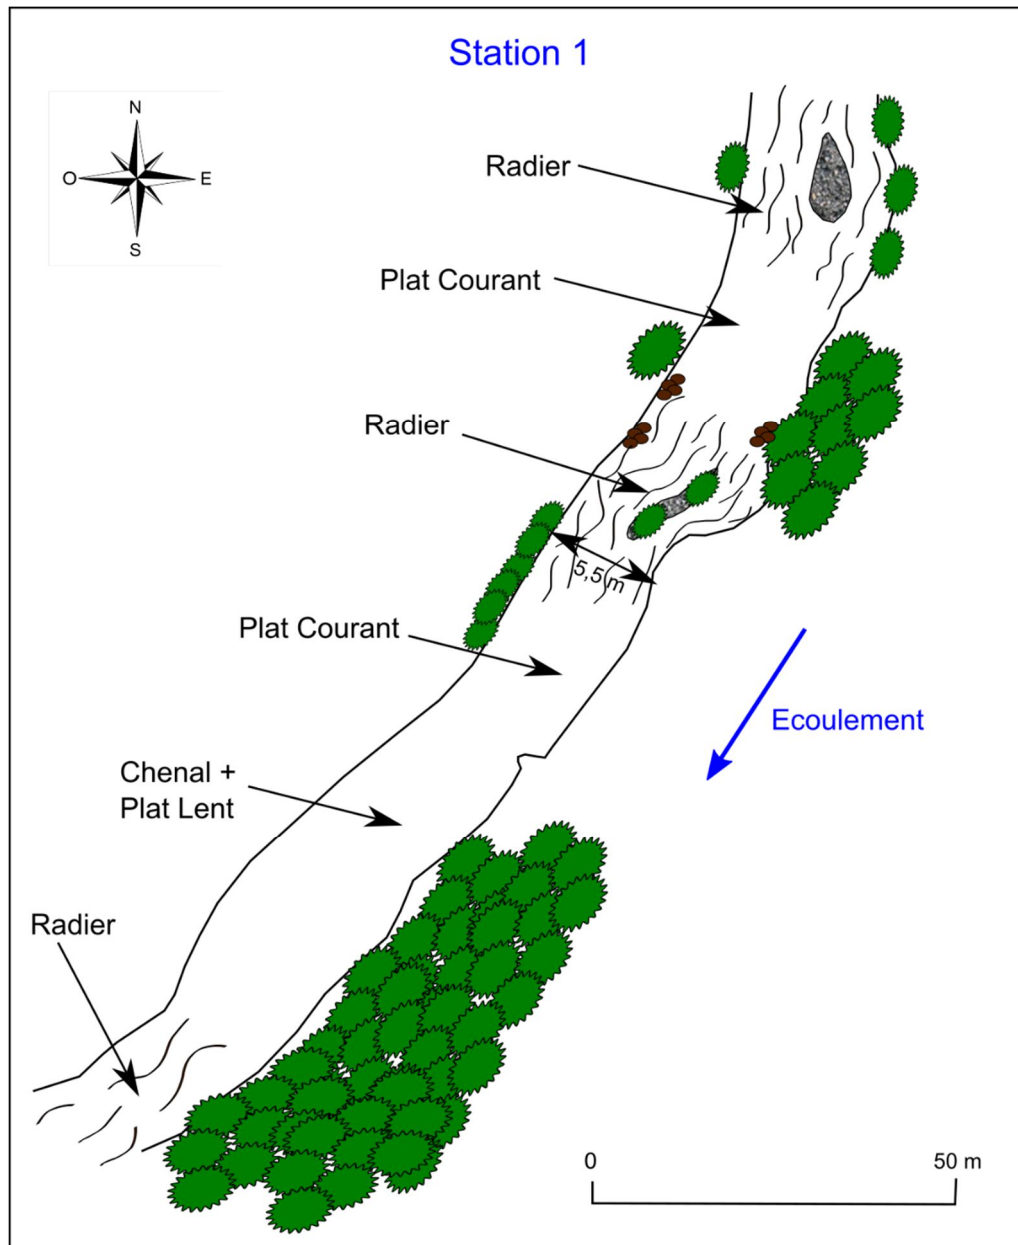 Station 1
N
O
E
S
Radier
Plat Courant
Radier
5,5 m
Plat Courant
Ecoulement
Chenal +
Plat Lent
Radier
0
50 m